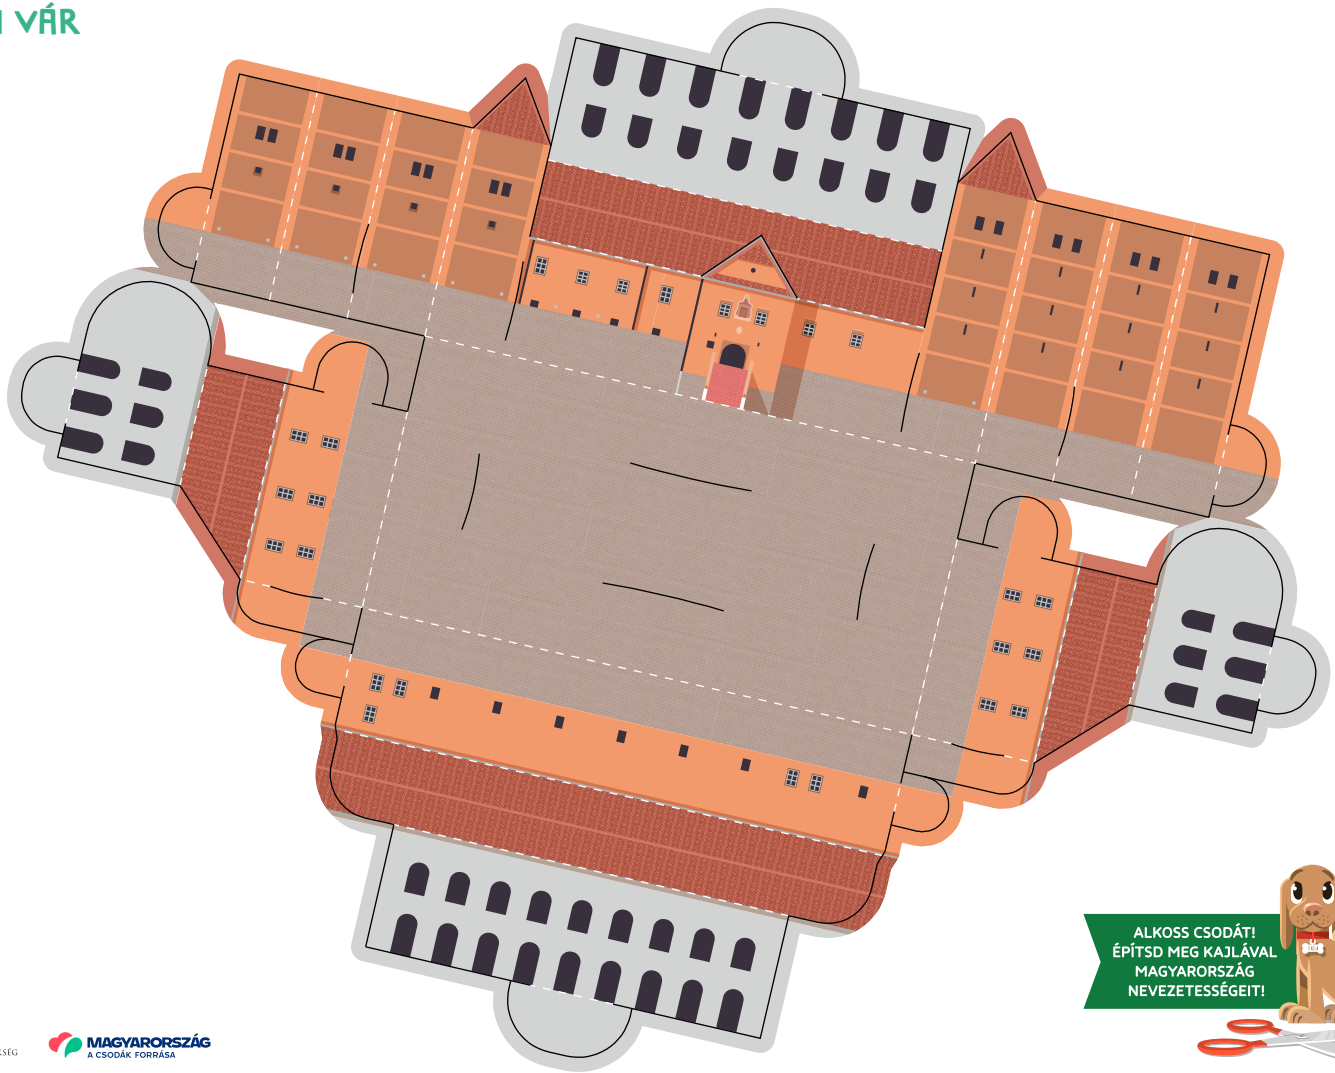 VÁR
ALKOSS CSODÁT!
ÉPÍTSD MEG KAJLÁVAL
MAGYARORSZÁG
NEVEZETESSÉGEIT!
MAGYARORSZÁG
A CSODÁK FORRÁSA